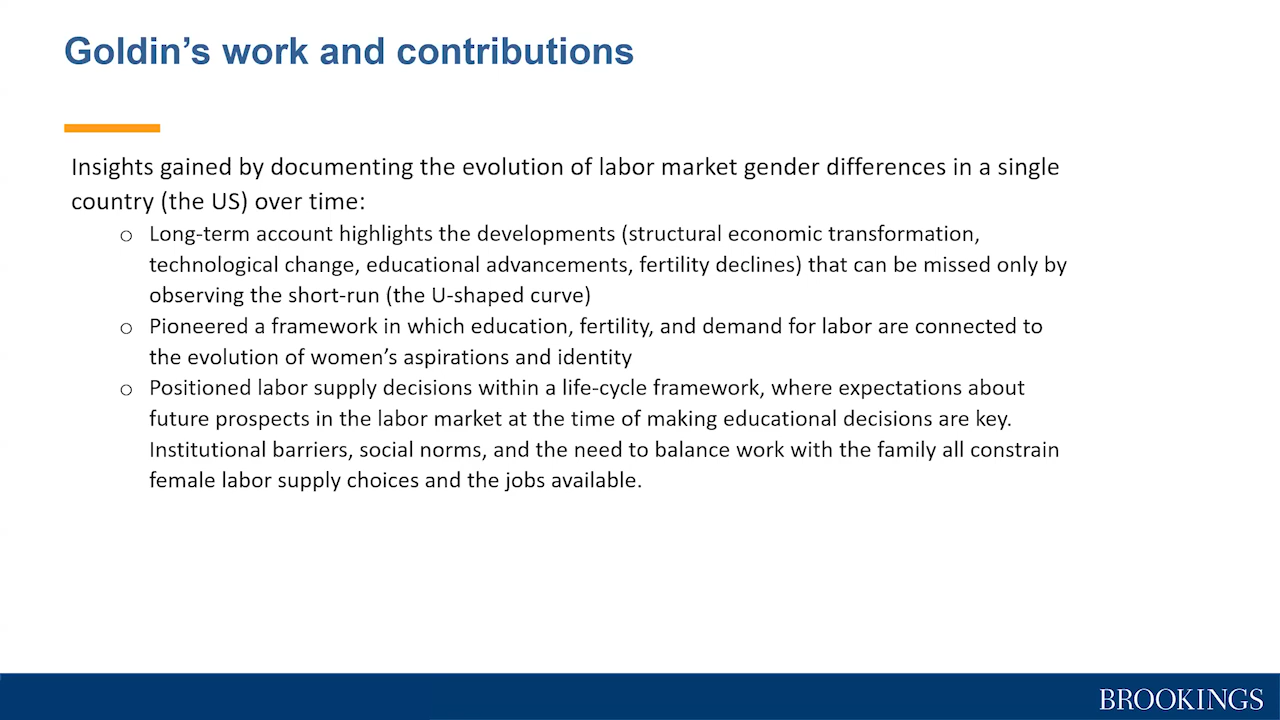 Goldin’s work and contributions
Insights gained by documenting the evolution of labor market gender differences in a single
country (the US) over time:
o Long-term account highlights the developments (structural economic transformation,
technological change, educational advancements, fertility declines) that can be missed only by
observing the short-run (the U-shaped curve)
o Pioneered a framework in which education, fertility, and demand for labor are connected to
the evolution of women’s aspirations and identity
o Positioned labor supply decisions within a life-cycle framework, where expectations about
future prospects in the labor market at the time of making educational decisions are key.
Institutional barriers, social norms, and the need to balance work with the family all constrain
female labor supply choices and the jobs available.
BROOKINGS